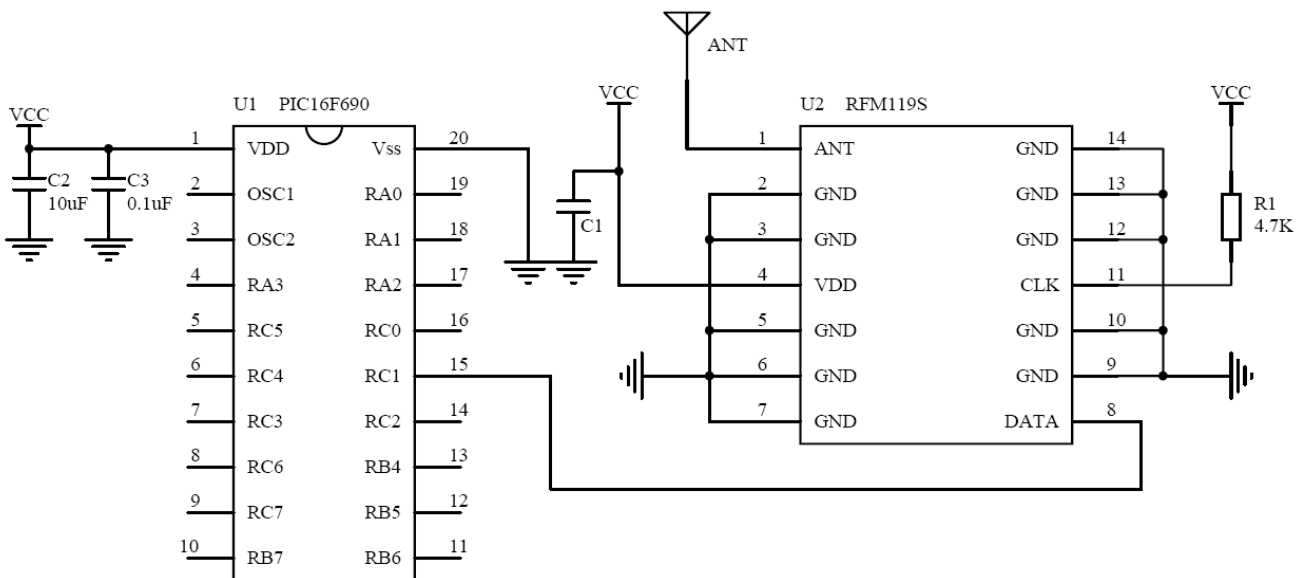 ANT
VCC
VCC
VCC
U1 PIC16F690
U2 RFM119S
1 VDD Vss 20
2 OSC1 RA0 19
3 OSC2 RA1 18
4 RA3 RA2 17
5 RC5 RC0 16
6 RC4 RC1 15
7 RC3 RC2 14
8 RC6 RB4 13
9 RC7 RB5 12
10 RB7 RB6 11
C2
10uF
C3
0.1uF
C1
1 ANT GND 14
2 GND GND 13
3 GND GND 12
4 VDD CLK 11
5 GND GND 10
6 GND GND 9
7 GND DATA 8
R1
4.7K